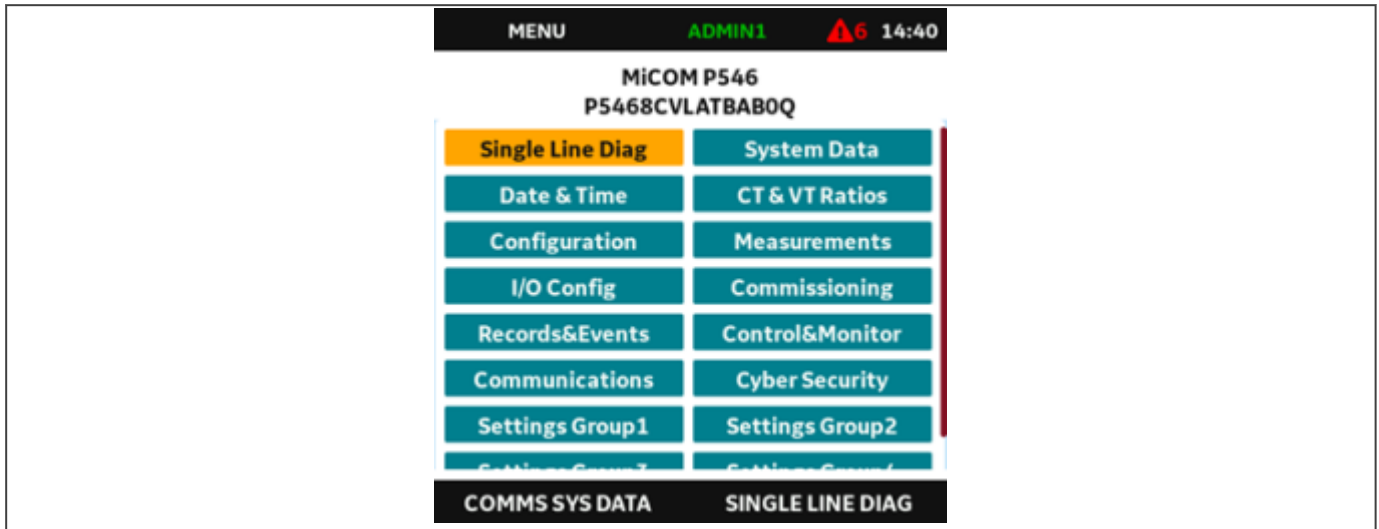 MENU ADMIN1 6 14:40
MiCOM P546
P5468CVLATBAB0Q
Single Line Diag System Data
Date & Time CT & VT Ratios
Configuration Measurements
I/O Config Commissioning
Records&Events Control&Monitor
Communications Cyber Security
Settings Group1 Settings Group2
COMMS SYS DATA SINGLE LINE DIAG